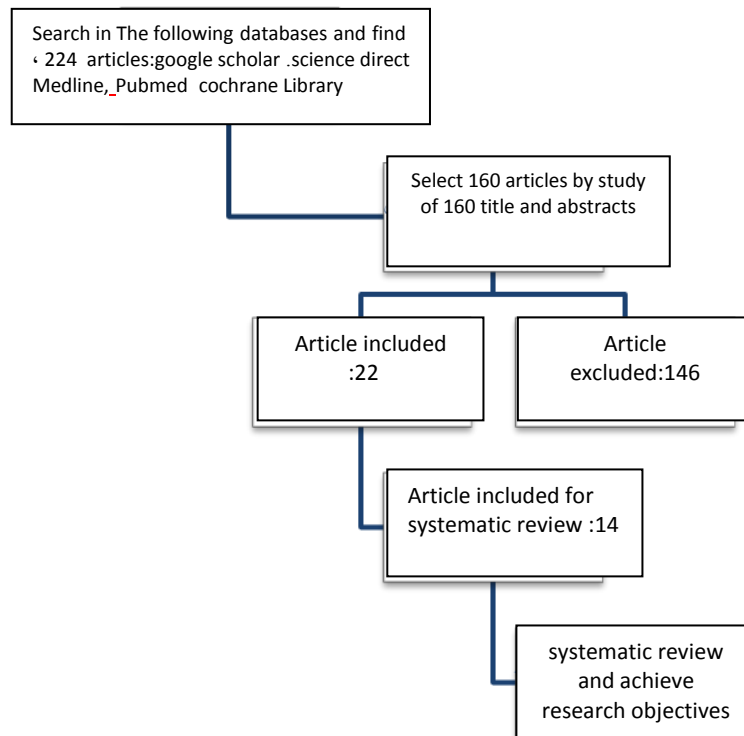 Search in The following databases and find
، 224 articles:google scholar .science direct
Medline, Pubmed cochrane Library
Select 160 articles by study
of 160 title and abstracts
Article included
:22
Article
excluded:146
Article included for
systematic review :14
systematic review
and achieve
research objectives